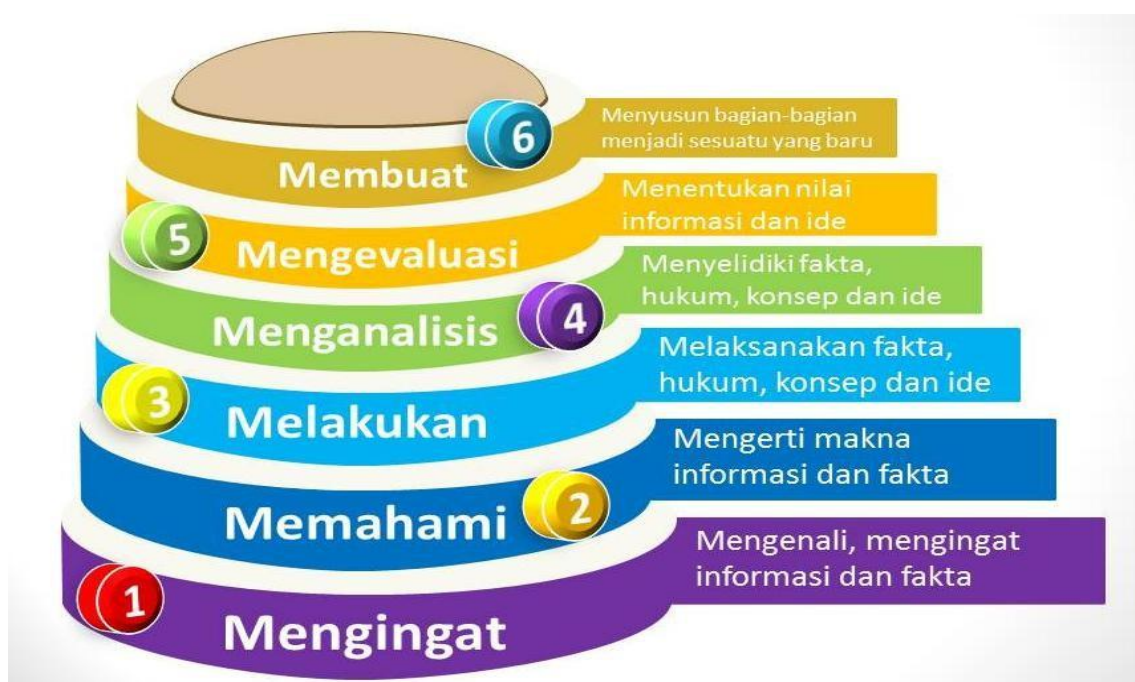 6
Menyusun bagian-bagian
menjadi sesuatu yang baru
Membuat
Menentukan nilai
informasi dan ide
5
Mengevaluasi
Menyelidiki fakta,
hukum, konsep dan ide
4
Menganalisis
Melaksanakan fakta,
hukum, konsep dan ide
3
Melakukan
Mengerti makna
informasi dan fakta
2
Memahami
Mengenali, mengingat
informasi dan fakta
1
Mengingat